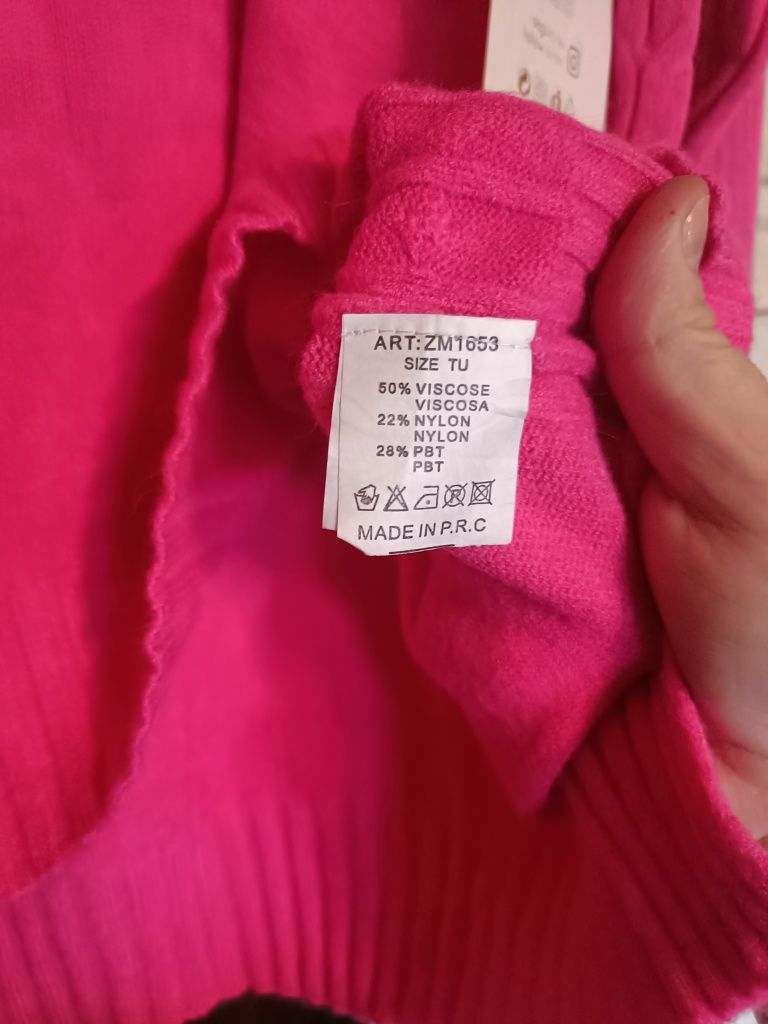 ART:ZM1653
SIZE TU
50% VISCOSE
VISCOSA
22% NYLON
NYLON
28% PBT
PBT
MADE IN P.R.C